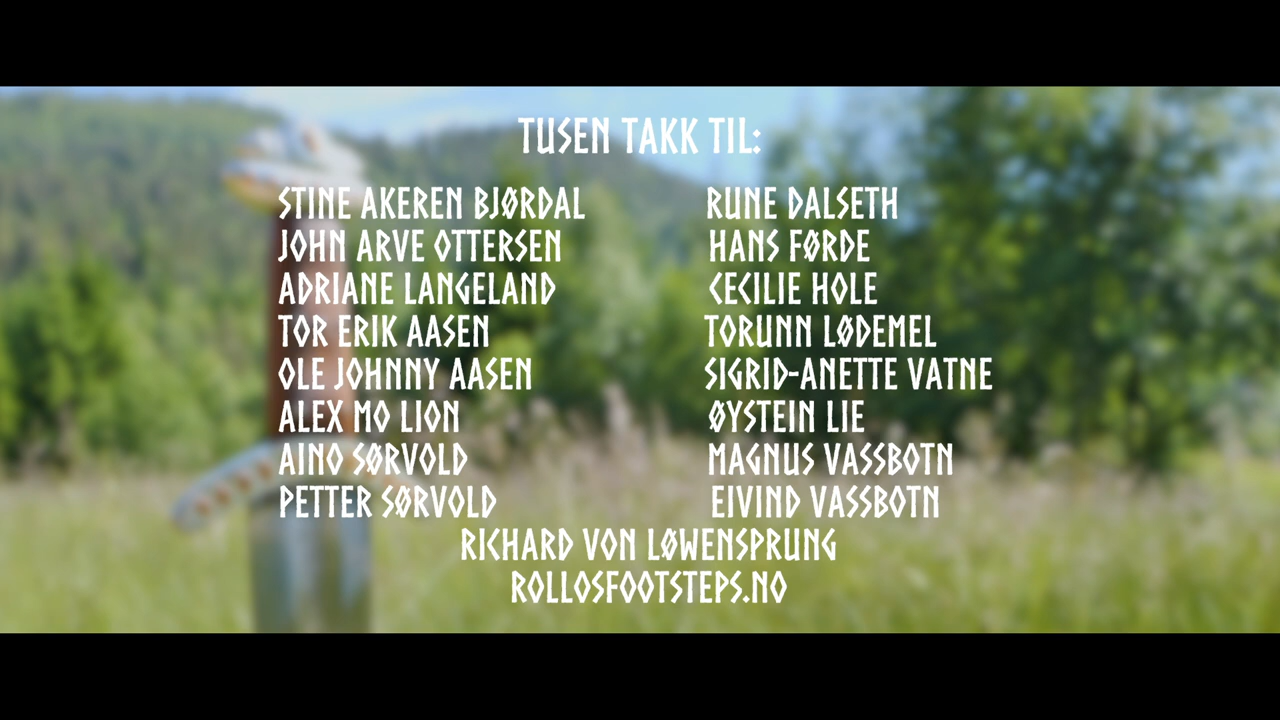 TUSEN TAKK TIL:
STINE AKEREN BJØRDAL
JOHN ARVE OTTERSEN
ADRIANE LANGELAND
TOR ERIK AASEN
OLE JOHNNY AASEN
ALEX MO LION
AINO SØRVOLD
PETTER SØRVOLD
RUNE DALSETH
HANS FØRDE
CECILIE HOLE
TORUNN LØDEMEL
SIGRID-ANETTE VATNE
ØYSTEIN LIE
MAGNUS VASSBOTN
EIVIND VASSBOTN
RICHARD VON LØWENSPRUNG
ROLLOSFOOTSTEPS.NO